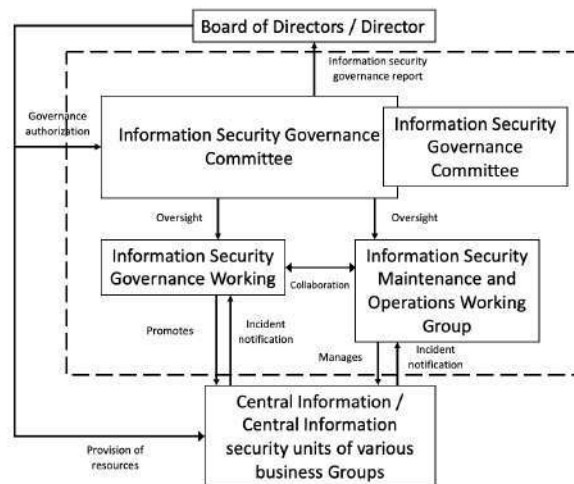 Board of Directors / Director
Information security
governance report
Governance
authorization
Information Security Governance
Committee
Information Security
Governance
Committee
Oversight
Oversight
Information Security
Governance Working
Collaboration
Information Security
Maintenance and
Operations Working
Group
Promotes
Incident
notification
Manages
Incident
notification
Central Information /
Central Information
security units of various
business Groups
Provision of
resources